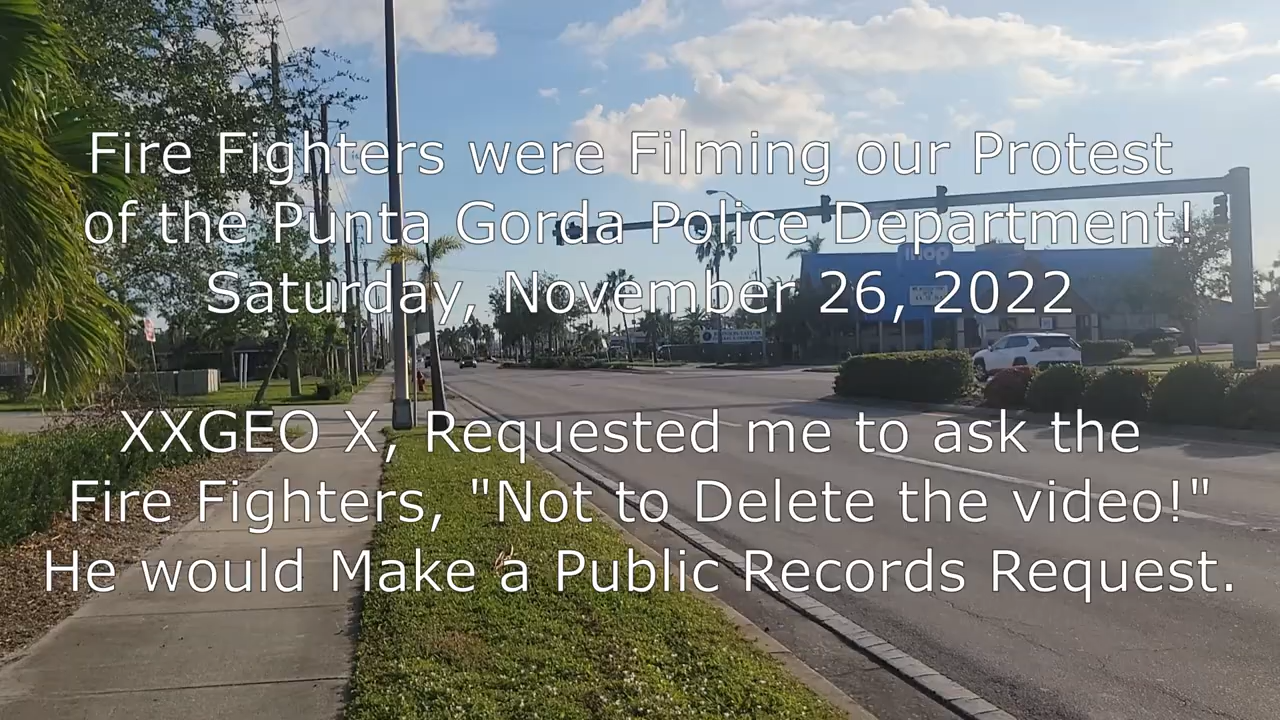 Fire Fighters were Filming our Protest
of the Punta Gorda Police Department!
Saturday, November 26, 2022
ihop
XXGEO X, Requested me to ask the
Fire Fighters, "Not to Delete the video!"
He would Make a Public Records Request.